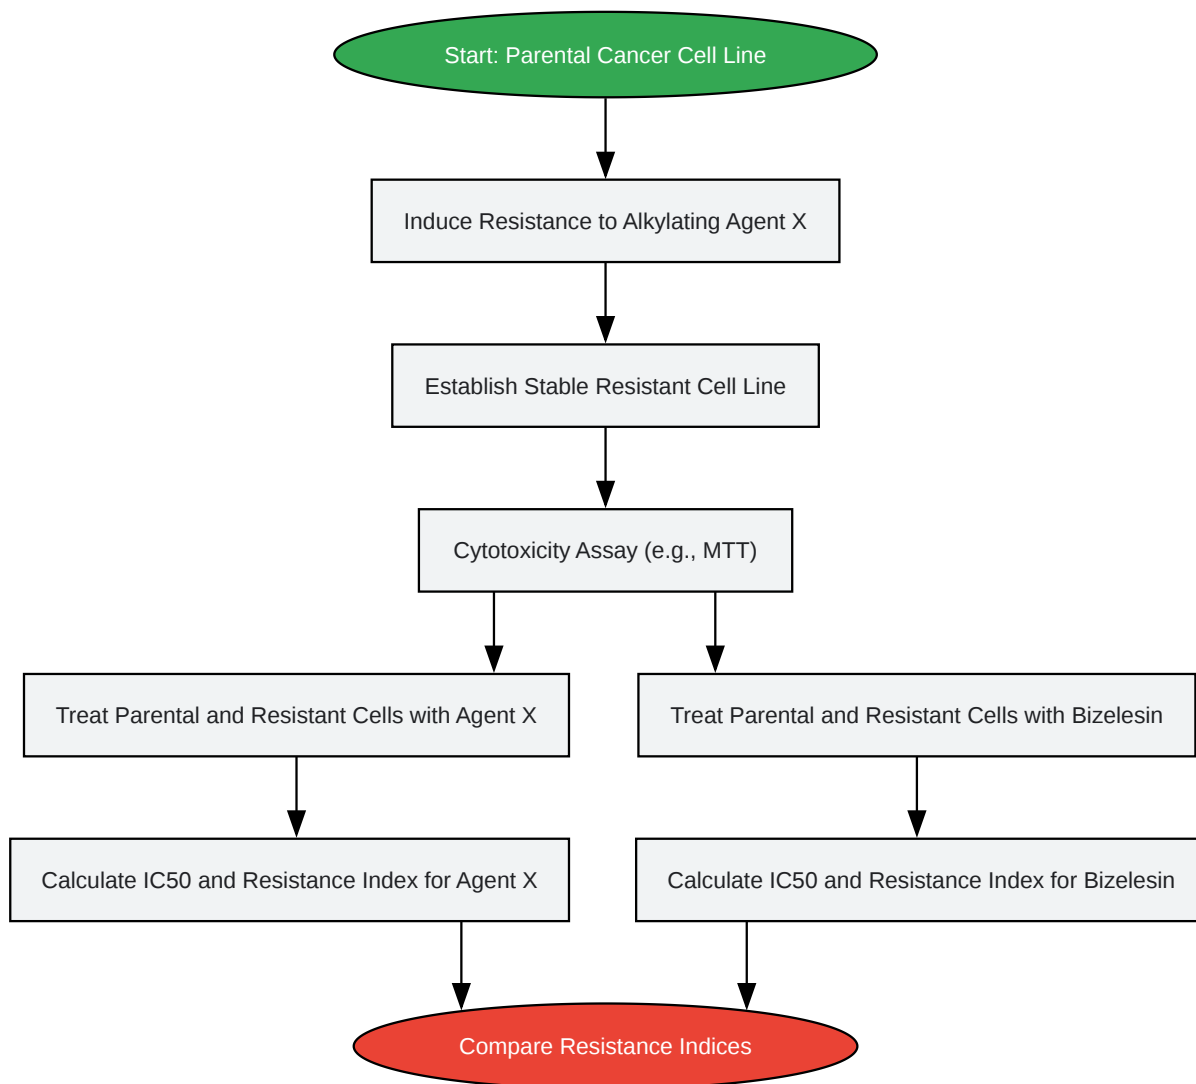 Start: Parental Cancer Cell Line
Induce Resistance to Alkylating Agent X
Establish Stable Resistant Cell Line
Cytotoxicity Assay (e.g., MTT)
Treat Parental and Resistant Cells with Agent X
Treat Parental and Resistant Cells with Bizelesin
Calculate IC50 and Resistance Index for Agent X
Calculate IC50 and Resistance Index for Bizelesin
Compare Resistance Indices